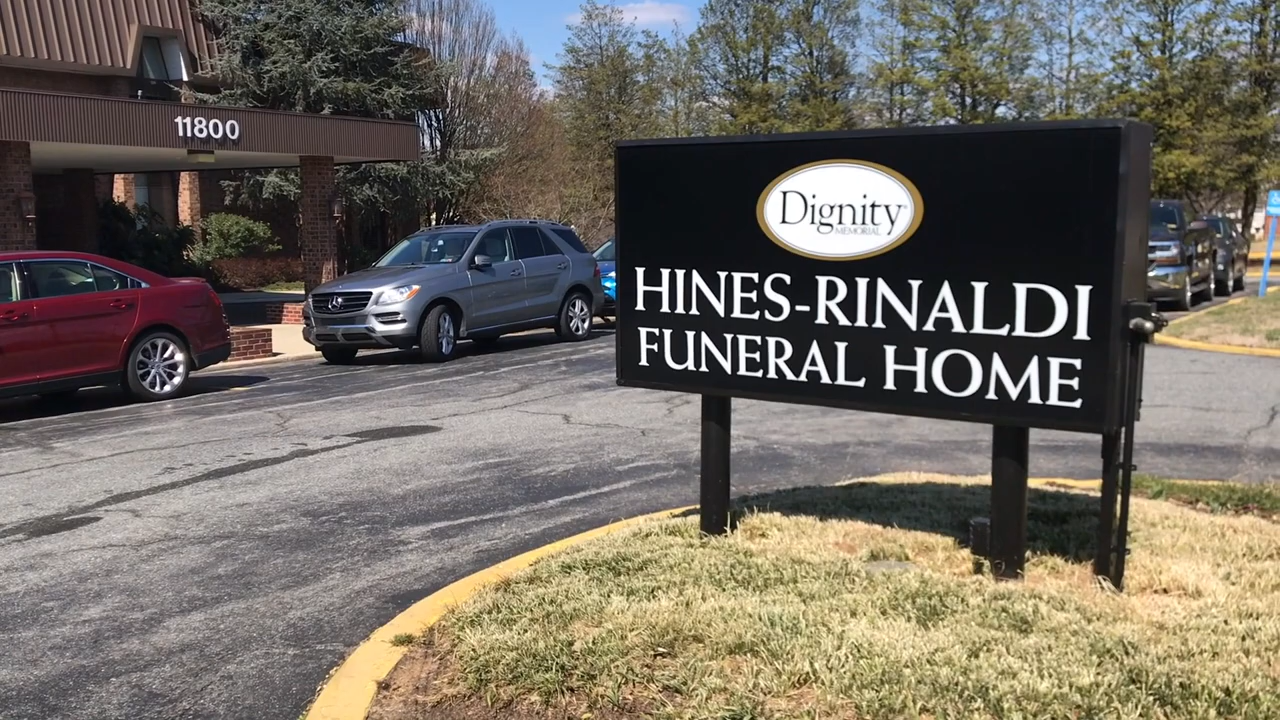 11800
Dignity®
MEMORIAL
HINES-RINALDI
FUNERAL HOME